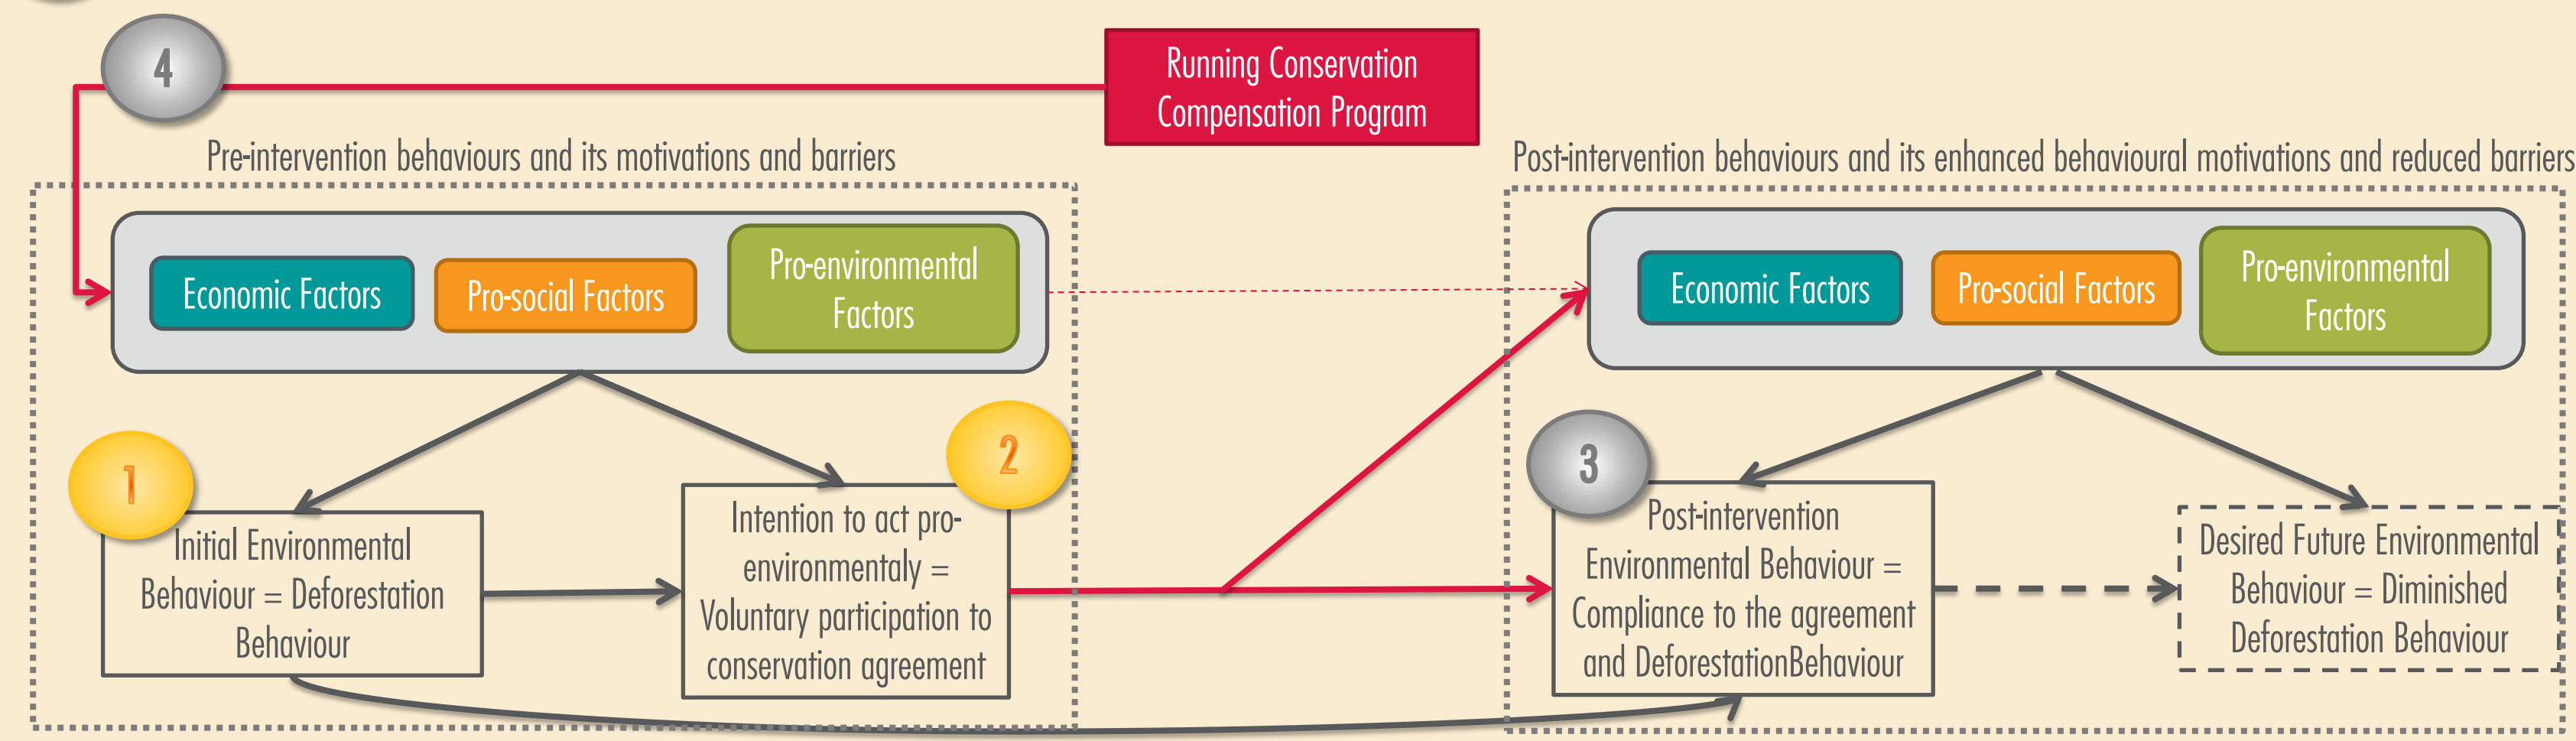 4
Running Conservation
Compensation Program
Pre-intervention behaviours and its motivations and barriers
Post-intervention behaviours and its enhanced behavioural motivations and reduced barriers
Economic Factors
Pro-social Factors
Pro-environmental
Factors
Economic Factors
Pro-social Factors
Pro-environmental
Factors
1
Initial Environmental
Behaviour = Deforestation
Behaviour
2
Intention to act pro-
environmentaly =
Voluntary participation to
conservation agreement
3
Post-intervention
Environmental Behaviour =
Compliance to the agreement
and DeforestationBehaviour
Desired Future Environmental
Behaviour = Diminished
Deforestation Behaviour